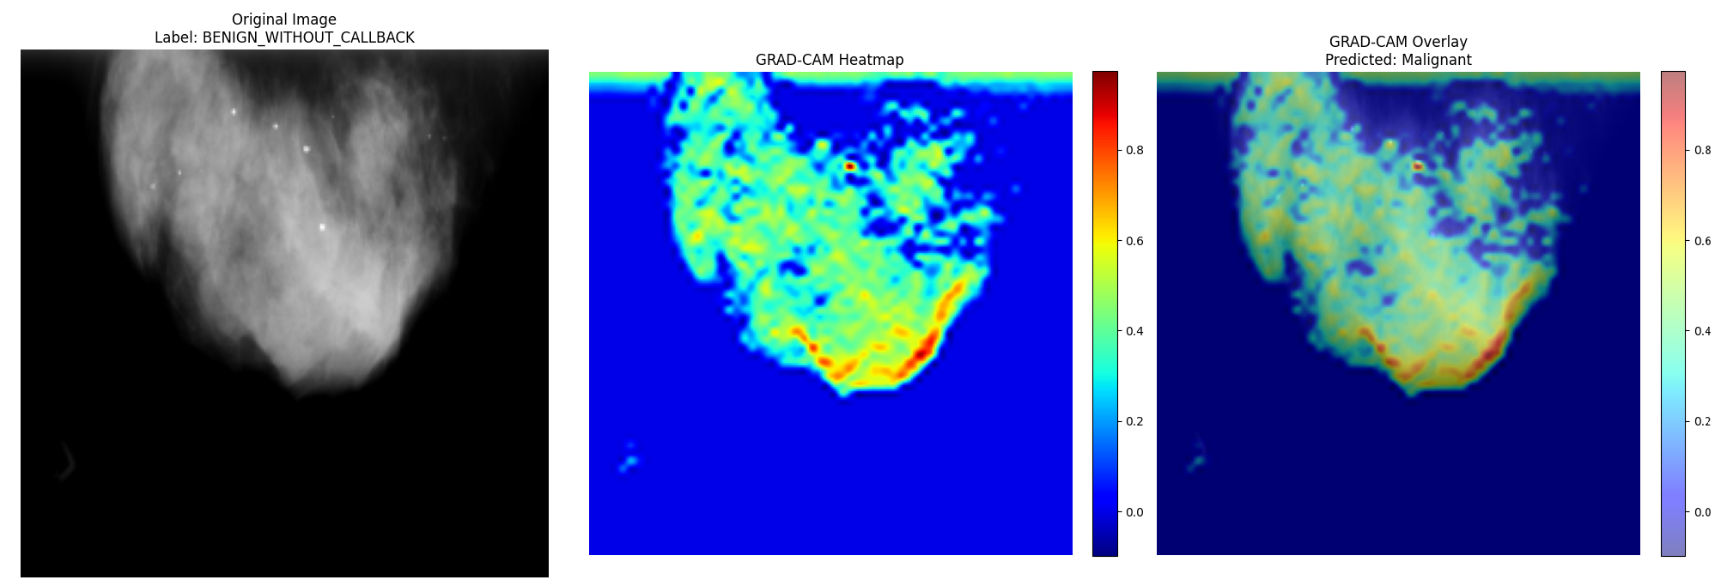 Original Image
Label: BENIGN_WITHOUT_CALLBACK
GRAD-CAM Heatmap
0.8
0.6
0.4
0.2
0.0
GRAD-CAM Overlay
Predicted: Malignant
0.8
0.6
0.4
0.2
0.0